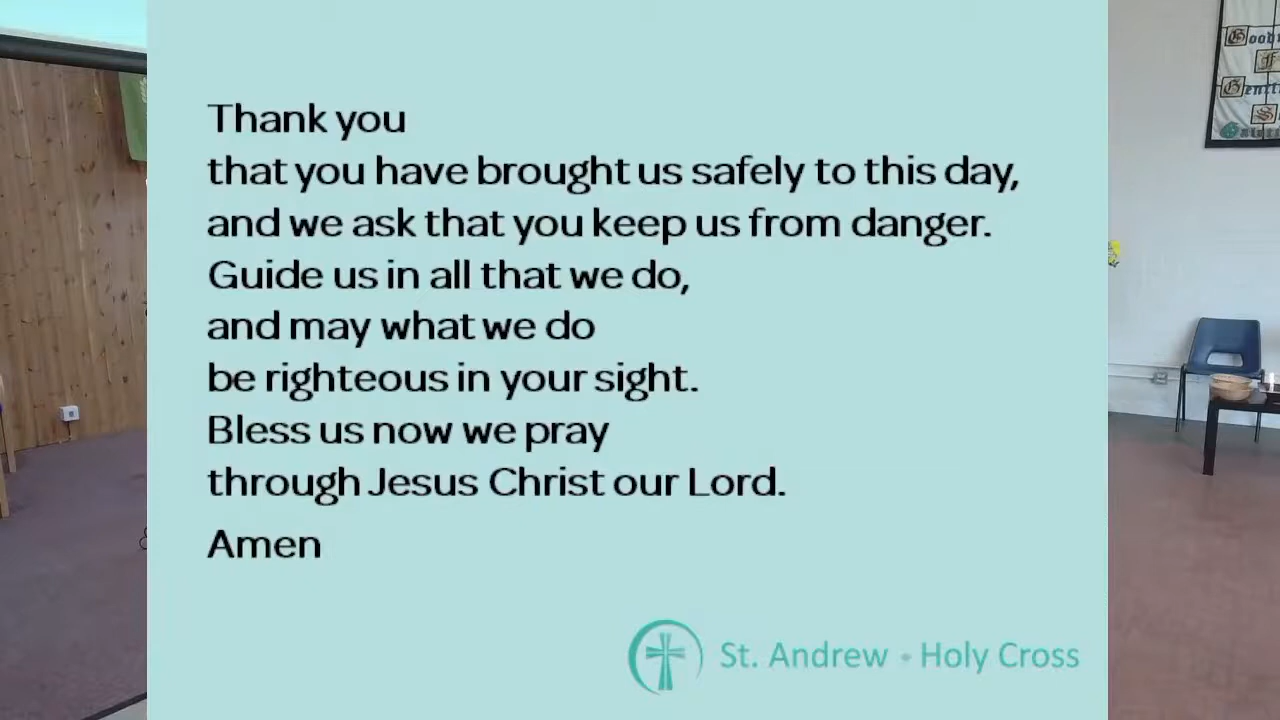 Thank you
that you have brought us safely to this day,
and we ask that you keep us from danger.
Guide us in all that we do,
and may what we do
be righteous in your sight.
Bless us now we pray
through Jesus Christ our Lord.
Amen
St. Andrew • Holy Cross